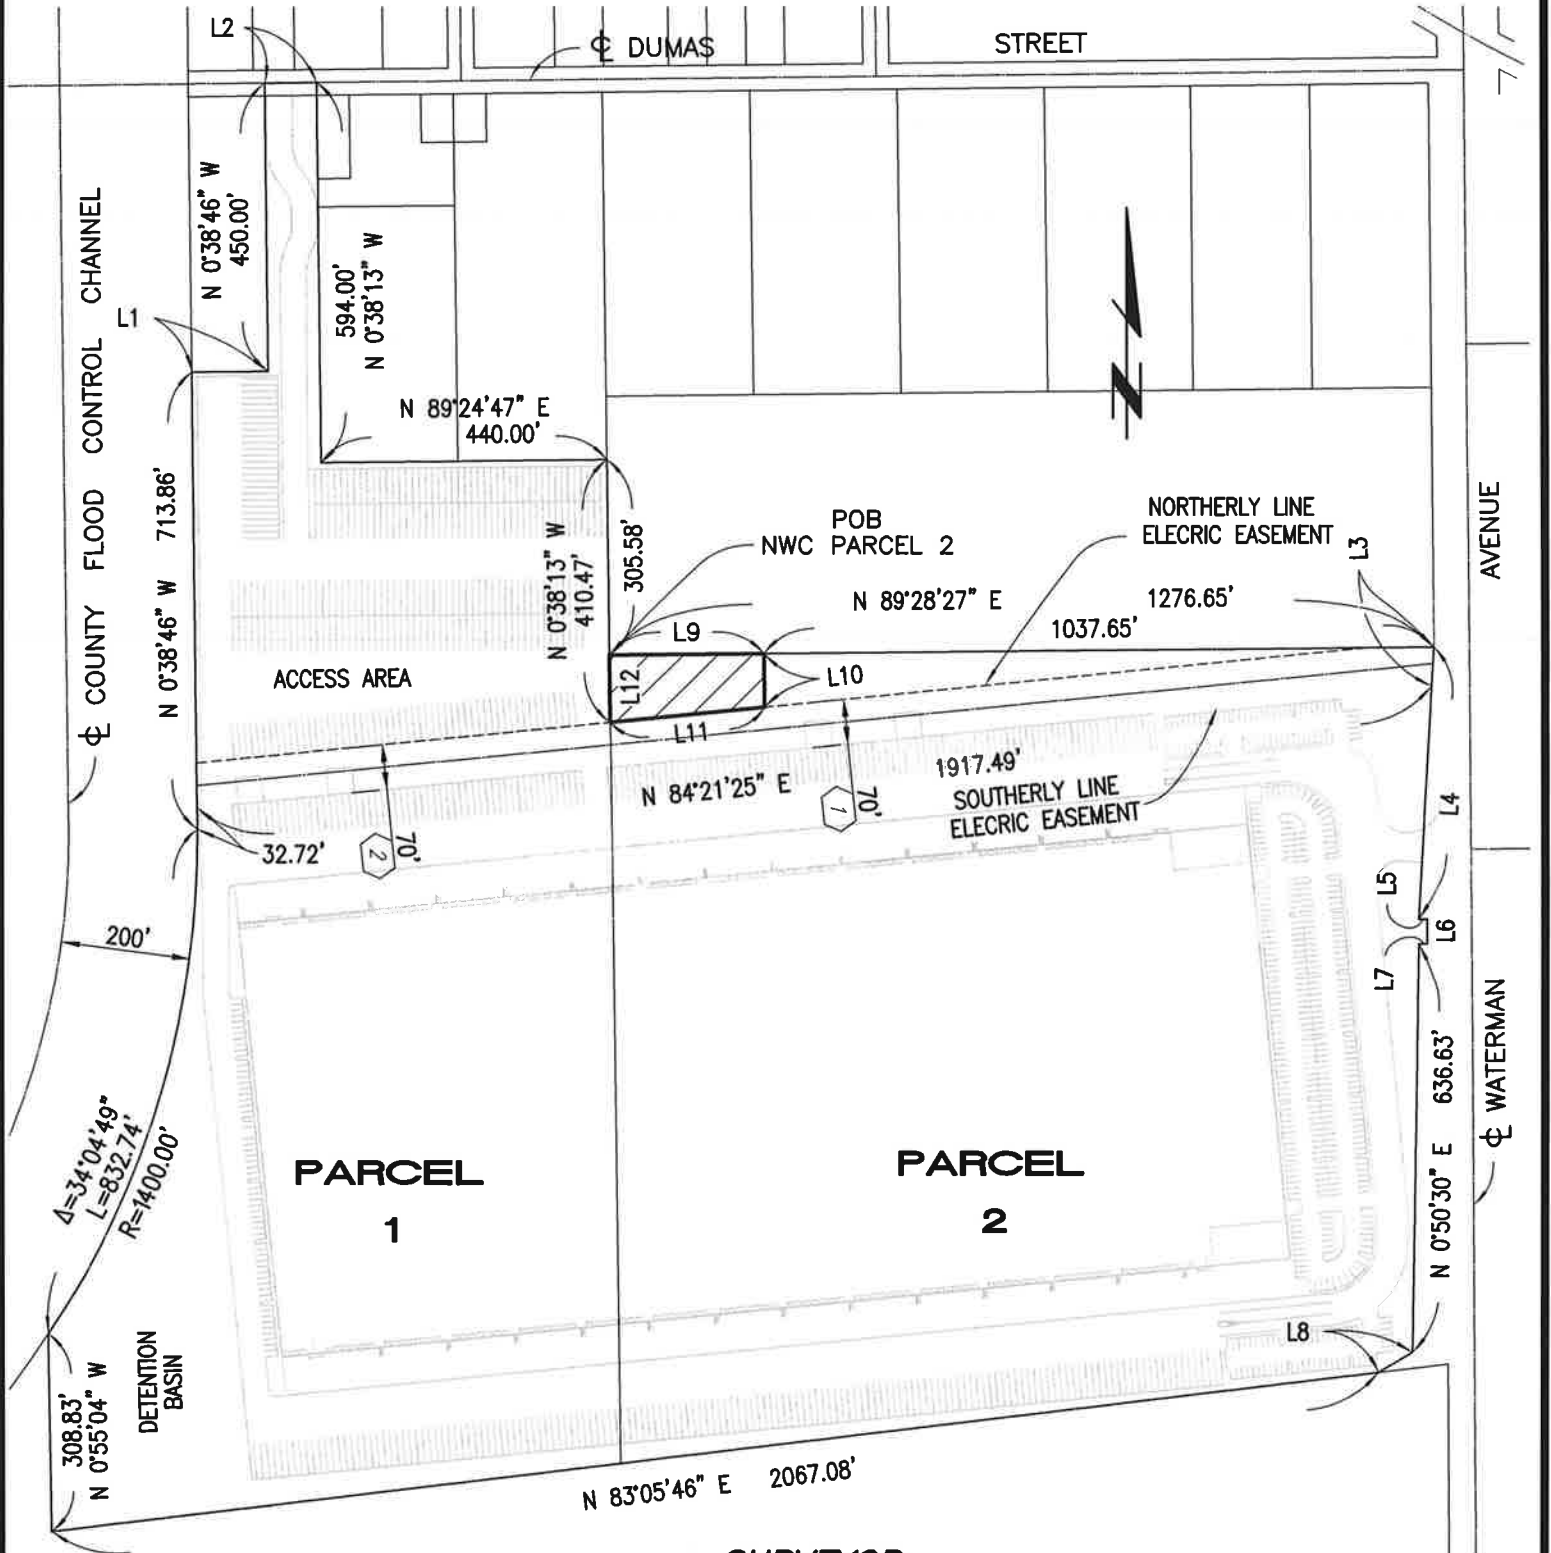 L2
℄ DUMAS
STREET
N 0°38'46" W
450.00'
L1
℄ COUNTY FLOOD CONTROL CHANNEL
594.00'
N 0°38'13" W
N 89°24'47" E
440.00'
N
N 0°38'46" W 713.86'
N 0°38'13" W
410.47'
305.58'
POB
NWC PARCEL 2
NORTHERLY LINE
ELECRIC EASEMENT
L3
AVENUE
N 89°28'27" E
1276.65'
1037.65'
L9
L10
L12
L11
ACCESS AREA
N 84°21'25" E
1917.49'
SOUTHERLY LINE
ELECRIC EASEMENT
1
70'
2
70'
32.72'
L4
L5
L6
L7
200'
℄ WATERMAN
N 0°50'30" E 636.63'
Δ=34°04'49"
L=832.74'
R=1400.00'
PARCEL
1
PARCEL
2
L8
DETENTION
BASIN
308.83'
N 0°55'04" W
N 83°05'46" E 2067.08'